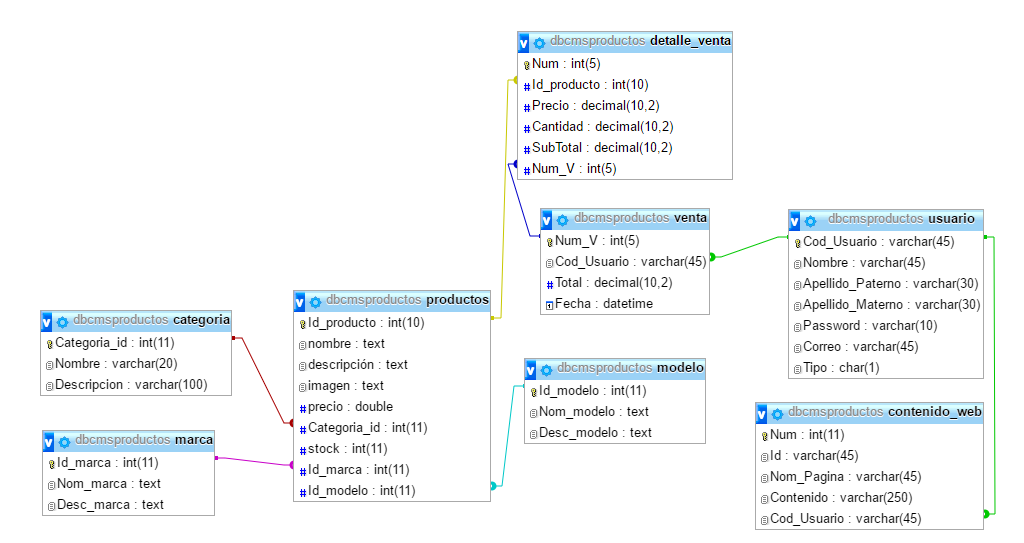 dbcmsproductos detalle_venta
Num : int(5)
Id_producto : int(10)
Precio : decimal(10,2)
Cantidad : decimal(10,2)
SubTotal : decimal(10,2)
Num_V : int(5)
dbcmsproductos venta
Num_V : int(5)
Cod_Usuario : varchar(45)
Total : decimal(10,2)
Fecha : datetime
dbcmsproductos usuario
Cod_Usuario : varchar(45)
Nombre : varchar(45)
Apellido_Paterno : varchar(30)
Apellido_Materno : varchar(30)
Password : varchar(10)
Correo : varchar(45)
Tipo : char(1)
dbcmsproductos productos
Id_producto : int(10)
nombre : text
descripción : text
imagen : text
precio : double
Categoria_id : int(11)
stock : int(11)
Id_marca : int(11)
Id_modelo : int(11)
dbcmsproductos categoria
Categoria_id : int(11)
Nombre : varchar(20)
Descripcion : varchar(100)
dbcmsproductos marca
Id_marca : int(11)
Nom_marca : text
Desc_marca : text
dbcmsproductos modelo
Id_modelo : int(11)
Nom_modelo : text
Desc_modelo : text
dbcmsproductos contenido_web
Num : int(11)
Id : varchar(45)
Nom_Pagina : varchar(45)
Contenido : varchar(250)
Cod_Usuario : varchar(45)